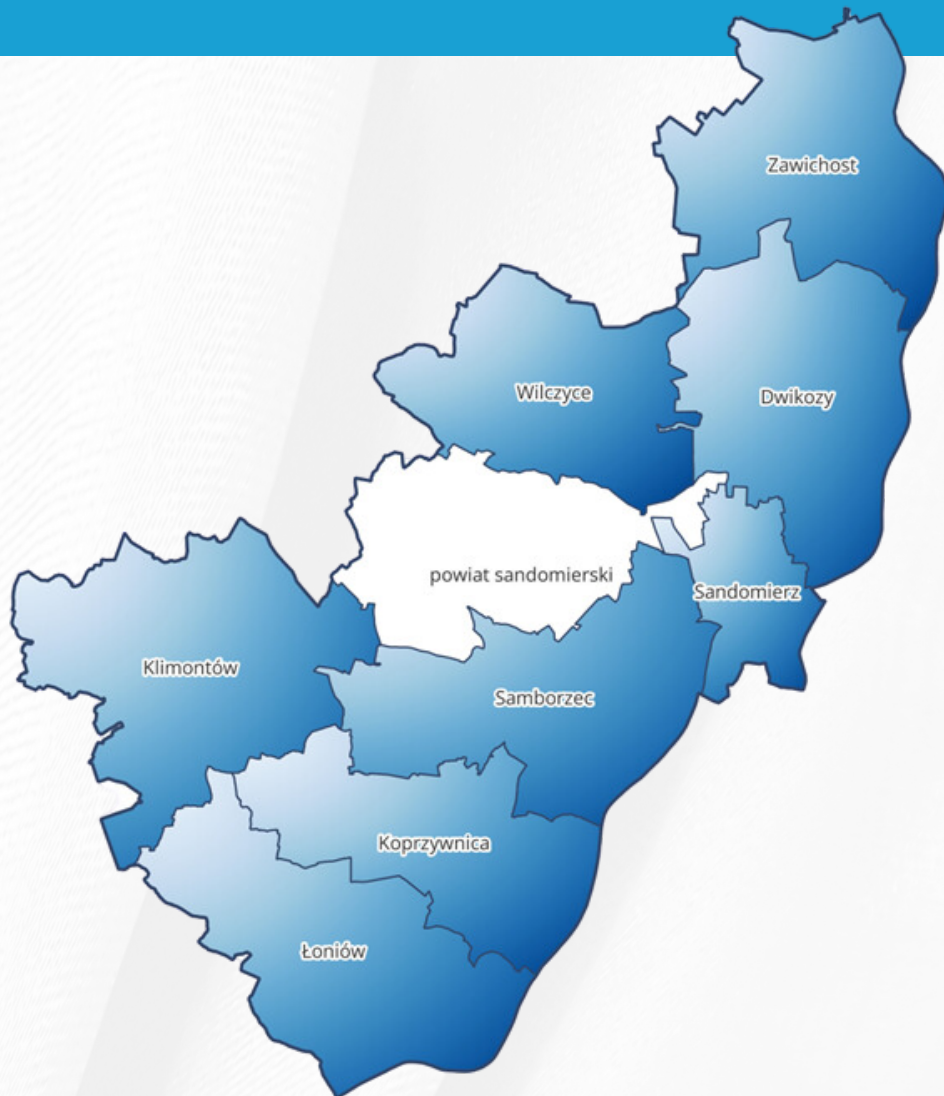 Zawichost
Wilczyce
Dwikozy
powiat sandomierski
Sandomierz
Klimontów
Samborzec
Koprzywnica
Łoniów